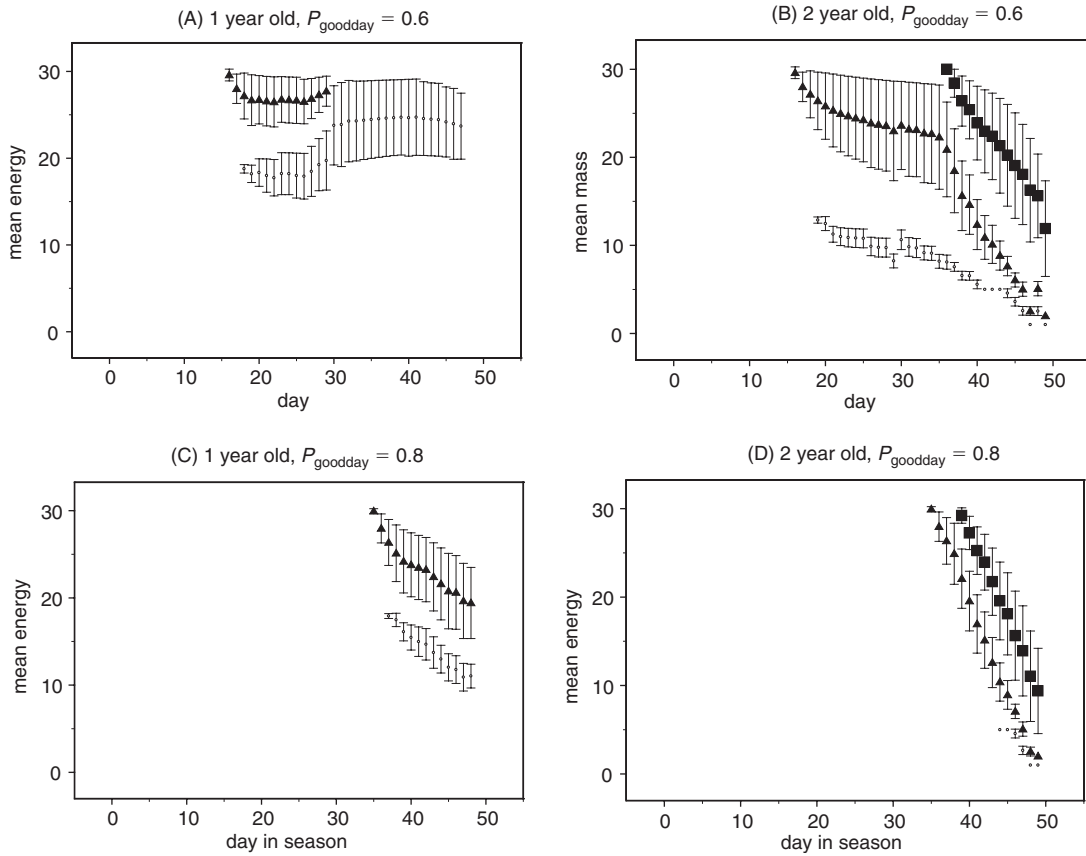 (A) 1 year old, Pgoodday = 0.6
mean energy
30
20
10
0
0 10 20 30 40 50
day
(B) 2 year old, Pgoodday = 0.6
mean mass
30
20
10
0
0 10 20 30 40 50
day
(C) 1 year old, Pgoodday = 0.8
mean energy
30
20
10
0
0 10 20 30 40 50
day in season
(D) 2 year old, Pgoodday = 0.8
mean energy
30
20
10
0
0 10 20 30 40 50
day in season